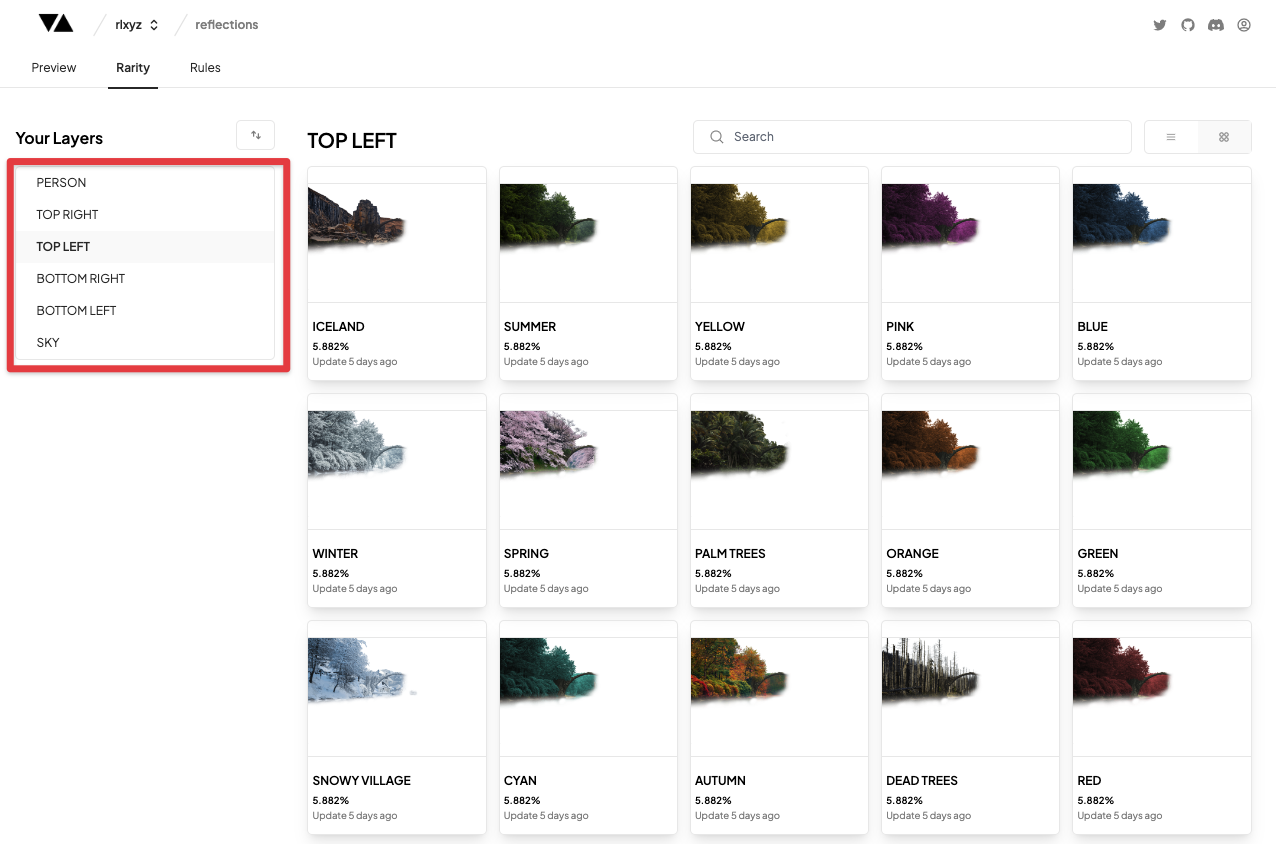 rlxyz
reflections
Preview
Rarity
Rules
Your Layers
PERSON
TOP RIGHT
TOP LEFT
BOTTOM RIGHT
BOTTOM LEFT
SKY
TOP LEFT
Search
ICELAND
5.882%
Update 5 days ago
SUMMER
5.882%
Update 5 days ago
YELLOW
5.882%
Update 5 days ago
PINK
5.882%
Update 5 days ago
BLUE
5.882%
Update 5 days ago
WINTER
5.882%
Update 5 days ago
SPRING
5.882%
Update 5 days ago
PALM TREES
5.882%
Update 5 days ago
ORANGE
5.882%
Update 5 days ago
GREEN
5.882%
Update 5 days ago
SNOWY VILLAGE
5.882%
Update 5 days ago
CYAN
5.882%
Update 5 days ago
AUTUMN
5.882%
Update 5 days ago
DEAD TREES
5.882%
Update 5 days ago
RED
5.882%
Update 5 days ago